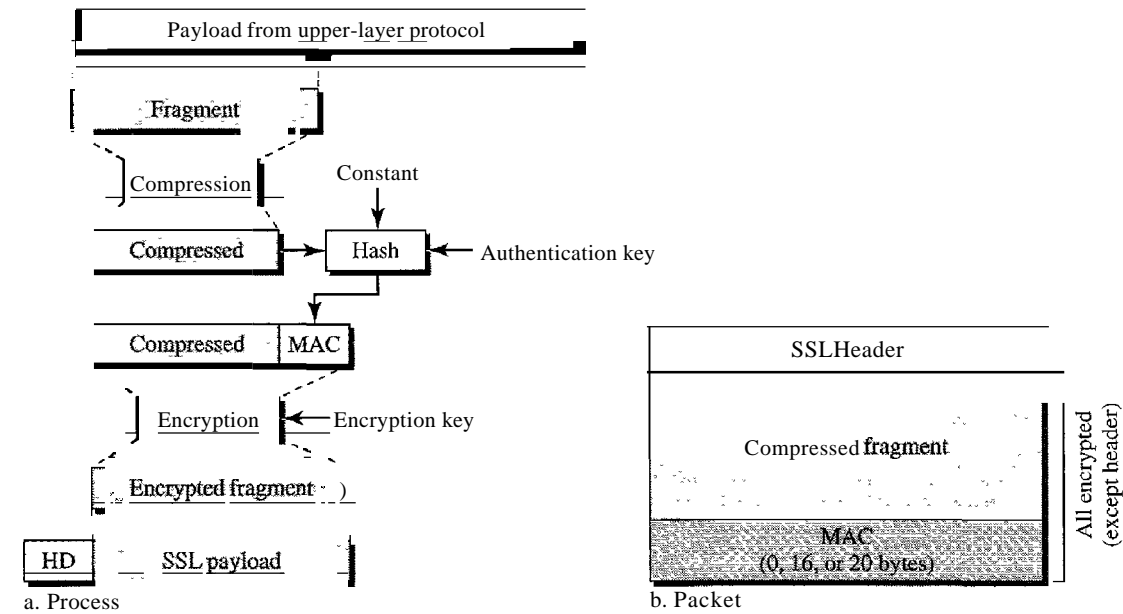 Payload from upper-layer protocol
Fragment
Compression
Constant
Compressed
Hash
Authentication key
Compressed
MAC
Encryption
Encryption key
Encrypted fragment )
HD
SSL payload
a. Process
SSLHeader
Compressed fragment
MAC
(0, 16, or 20 bytes)
All encrypted
(except header)
b. Packet